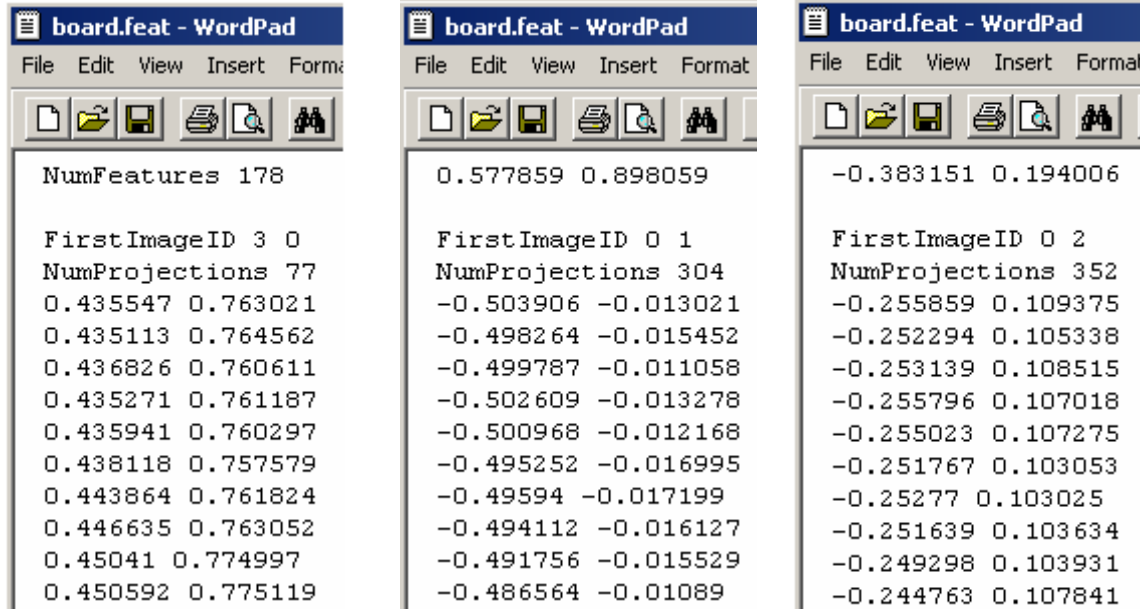 board.feat - WordPad
File Edit View Insert Forma
NumFeatures 178
FirstImageID 3 0
NumProjections 77
0.435547 0.763021
0.435113 0.764562
0.436826 0.760611
0.435271 0.761187
0.435941 0.760297
0.438118 0.757579
0.443864 0.761824
0.446635 0.763052
0.45041 0.774997
0.450592 0.775119
board.feat - WordPad
File Edit View Insert Format
0.577859 0.898059
FirstImageID 0 1
NumProjections 304
-0.503906 -0.013021
-0.498264 -0.015452
-0.499787 -0.011058
-0.502609 -0.013278
-0.500968 -0.012168
-0.495252 -0.016995
-0.49594 -0.017199
-0.494112 -0.016127
-0.491756 -0.015529
-0.486564 -0.01089
board.feat - WordPad
File Edit View Insert Format
-0.383151 0.194006
FirstImageID 0 2
NumProjections 352
-0.255859 0.109375
-0.252294 0.105338
-0.253139 0.108515
-0.255796 0.107018
-0.255023 0.107275
-0.251767 0.103053
-0.25277 0.103025
-0.251639 0.103634
-0.249298 0.103931
-0.244763 0.107841